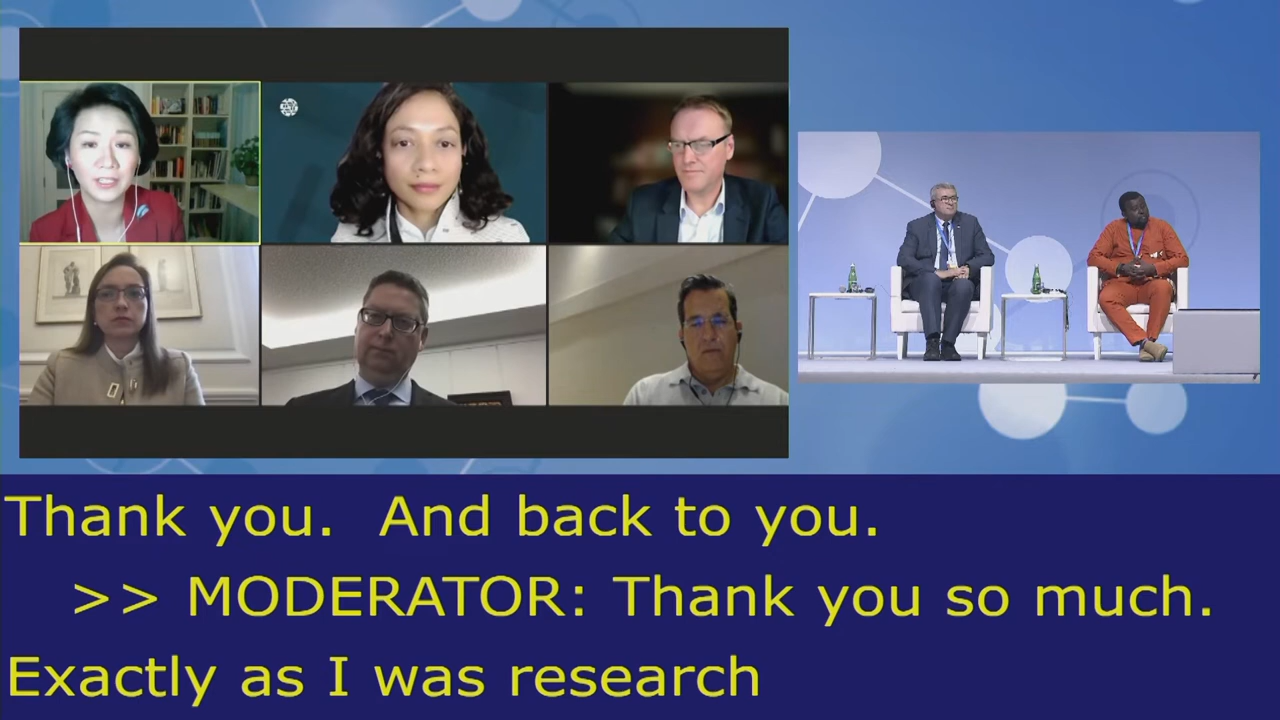 Thank you.  And back to you.
>> MODERATOR: Thank you so much.
Exactly as I was research